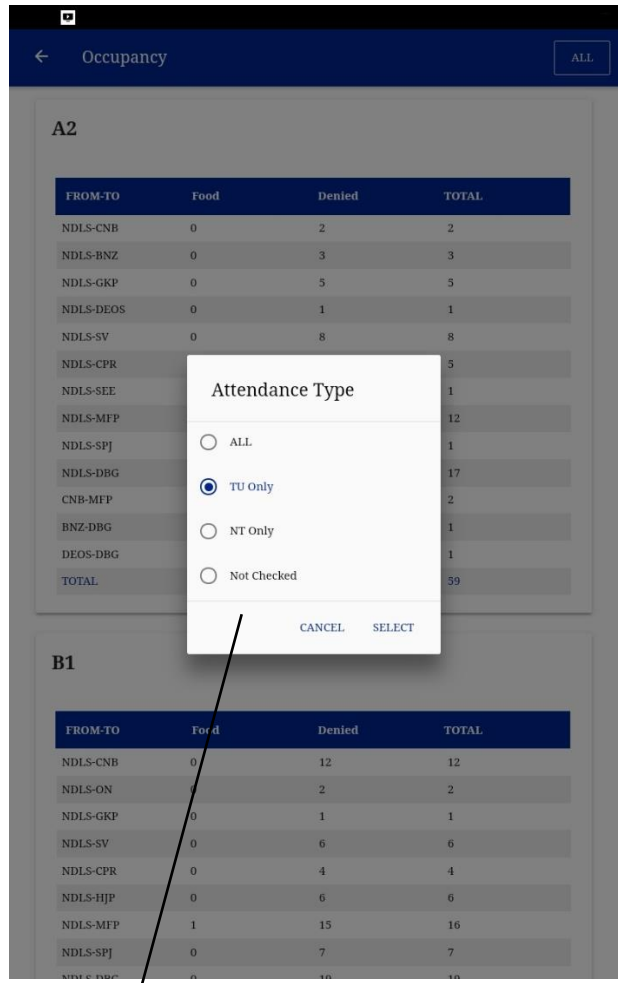 Occupancy
ALL
A2
FROM-TO Food Denied TOTAL
NDLS-CNB 0 2 2
NDLS-BNZ 0 3 3
NDLS-GKP 0 5 5
NDLS-DEOS 0 1 1
NDLS-SV 0 8 8
NDLS-CPR 5
NDLS-SEE 1
NDLS-MFP 12
NDLS-SPJ 1
NDLS-DBG 17
CNB-MFP 2
BNZ-DBG 1
DEOS-DBG 1
TOTAL 59
Attendance Type
ALL
TU Only
NT Only
Not Checked
CANCEL SELECT
B1
FROM-TO Food Denied TOTAL
NDLS-CNB 0 12 12
NDLS-ON 0 2 2
NDLS-GKP 0 1 1
NDLS-SV 0 6 6
NDLS-CPR 0 4 4
NDLS-HJP 0 6 6
NDLS-MFP 1 15 16
NDLS-SPJ 0 7 7